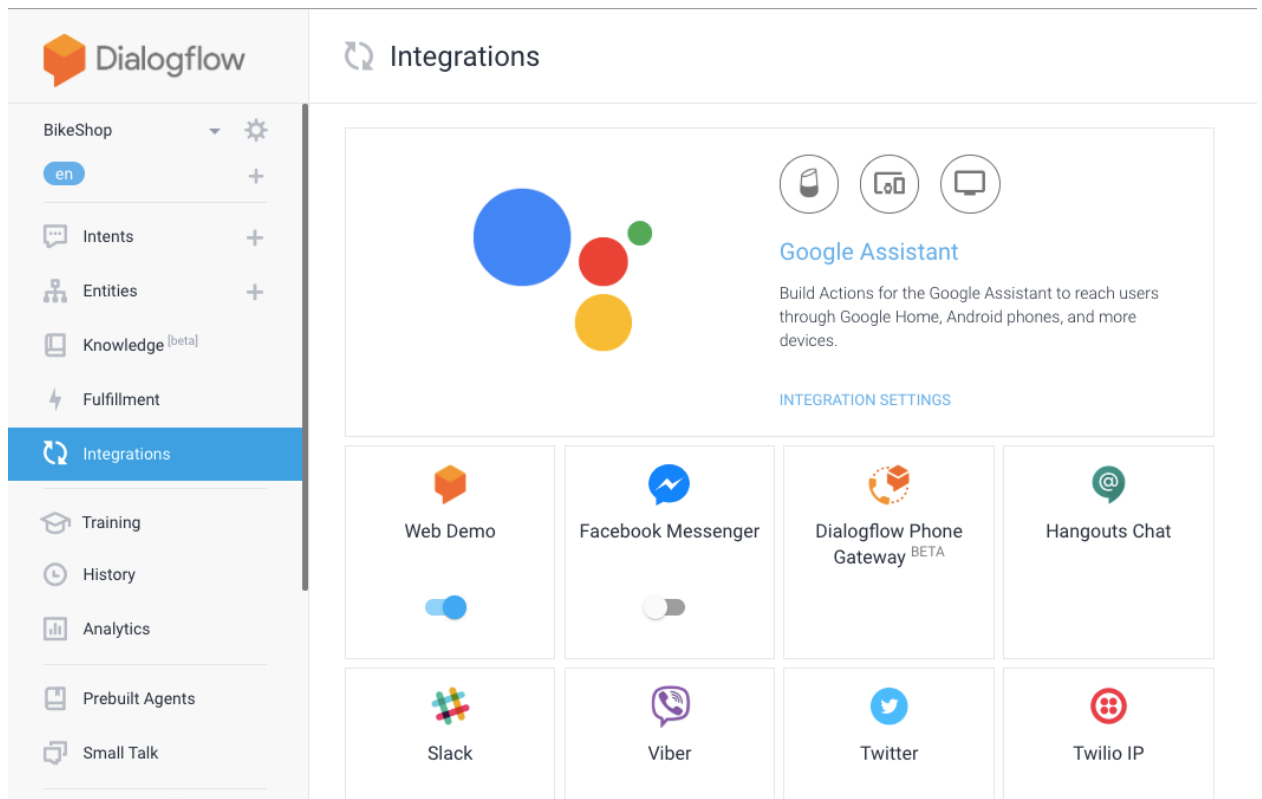 Dialogflow
Integrations
BikeShop
en
Intents
Entities
Knowledge [beta]
Fulfillment
Integrations
Training
History
Analytics
Prebuilt Agents
Small Talk
Google Assistant
Build Actions for the Google Assistant to reach users
through Google Home, Android phones, and more
devices.
INTEGRATION SETTINGS
Web Demo
Facebook Messenger
Dialogflow Phone
Gateway BETA
Hangouts Chat
Slack
Viber
Twitter
Twilio IP